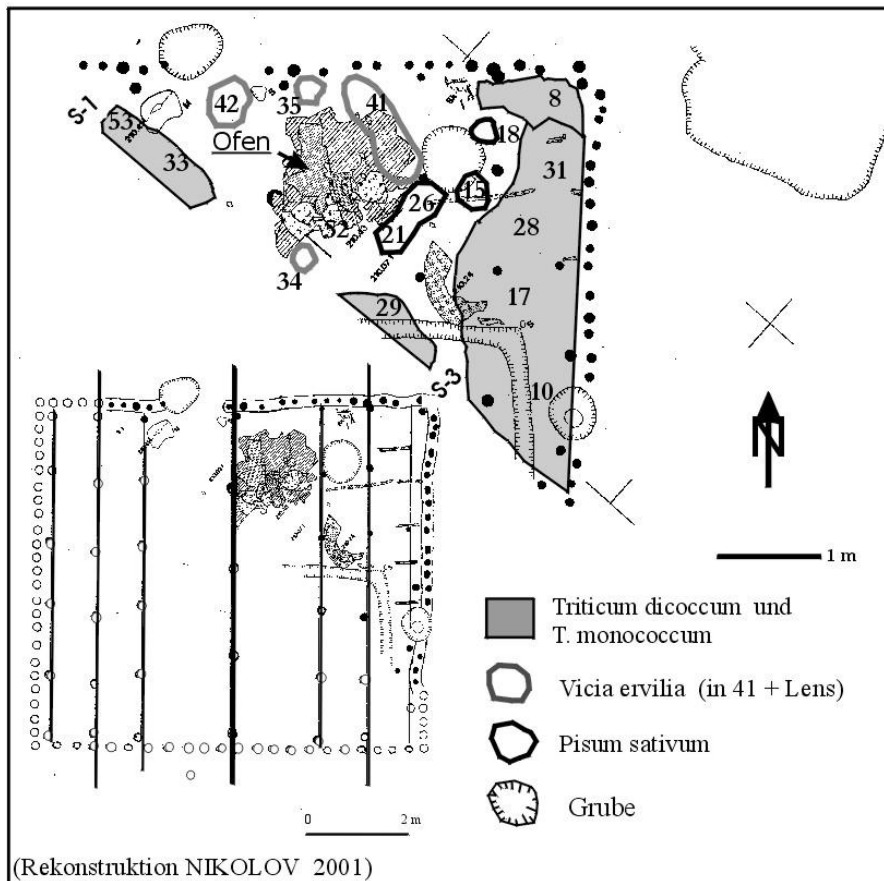 8
S-1
42
35
41
53
Ofen
18
33
31
26
15
28
52
21
34
17
29
S-3
10
N
1 m
Triticum dicoccum und
T. monococcum
Vicia ervilia (in 41 + Lens)
Pisum sativum
Grube
0 2 m
(Rekonstruktion NIKOLOV 2001)